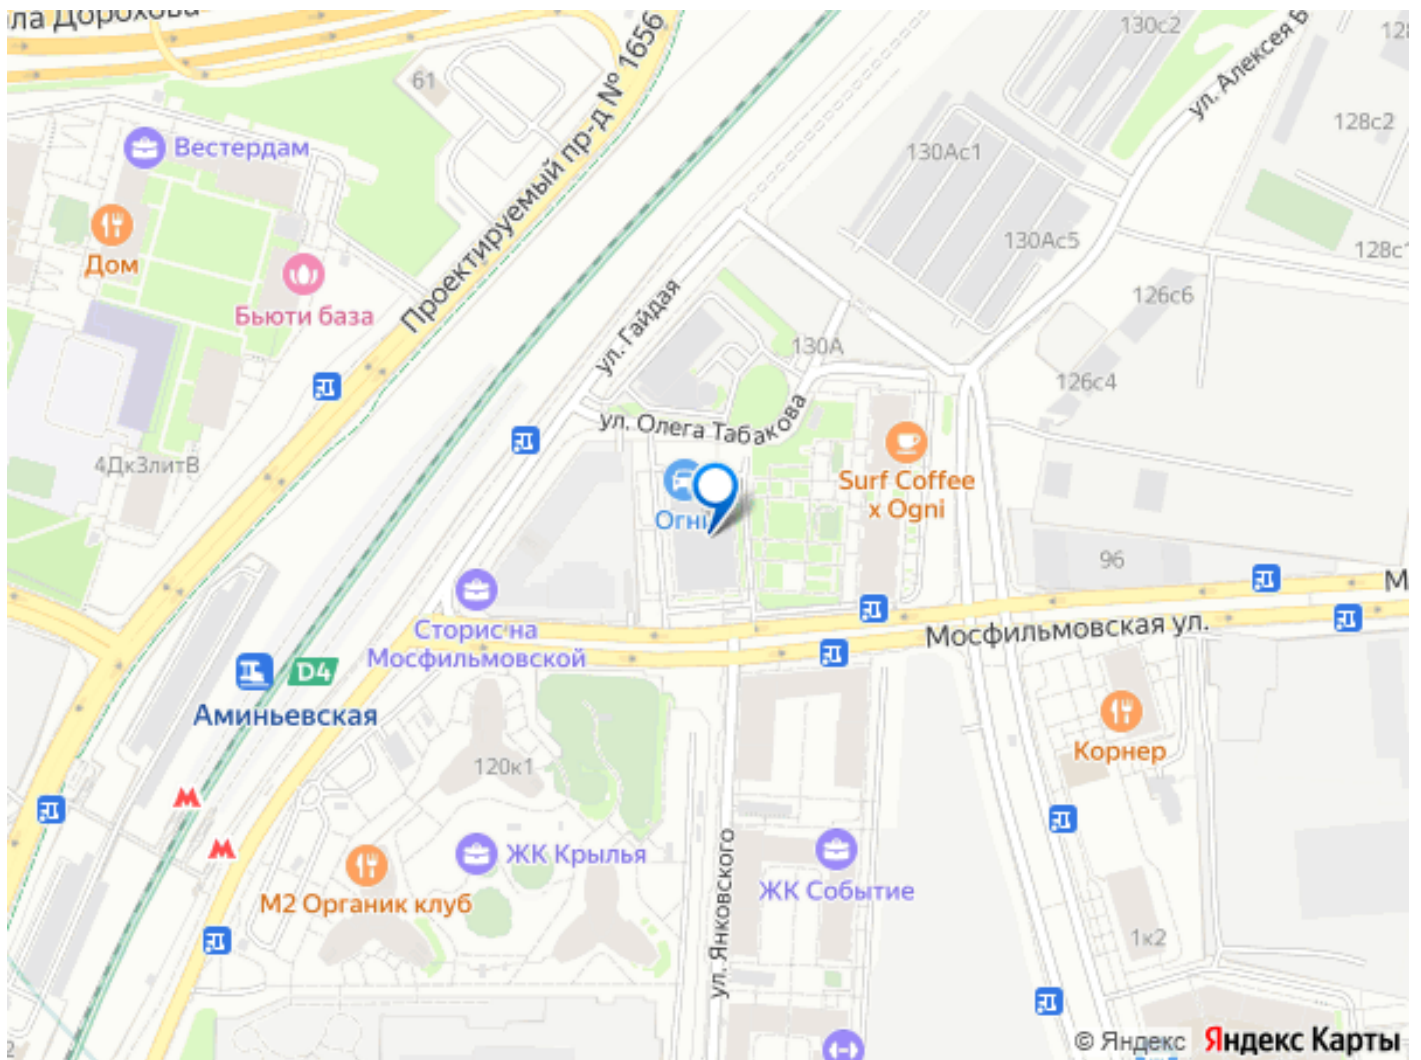 ла Дорохова
61
Проектируемый пр-д № 1656
130с2
ул. Алексея Б
128с2
130Ас1
Вестердам
130Ас5
128с1
Дом
126с6
Бьюти база
ул. Гайдая
130А
126с4
ул. Олега Табакова
4Дк3литВ
Surf Coffee
x Ogni
Огни
96
М
Мосфильмовская ул.
Сторис на
Мосфильмовской
D4
Аминьевская
120к1
Корнер
М
М
ул. Янковского
ЖК Крылья
ЖК Событие
М2 Органик клуб
1к2
© Яндекс Яндекс Карты